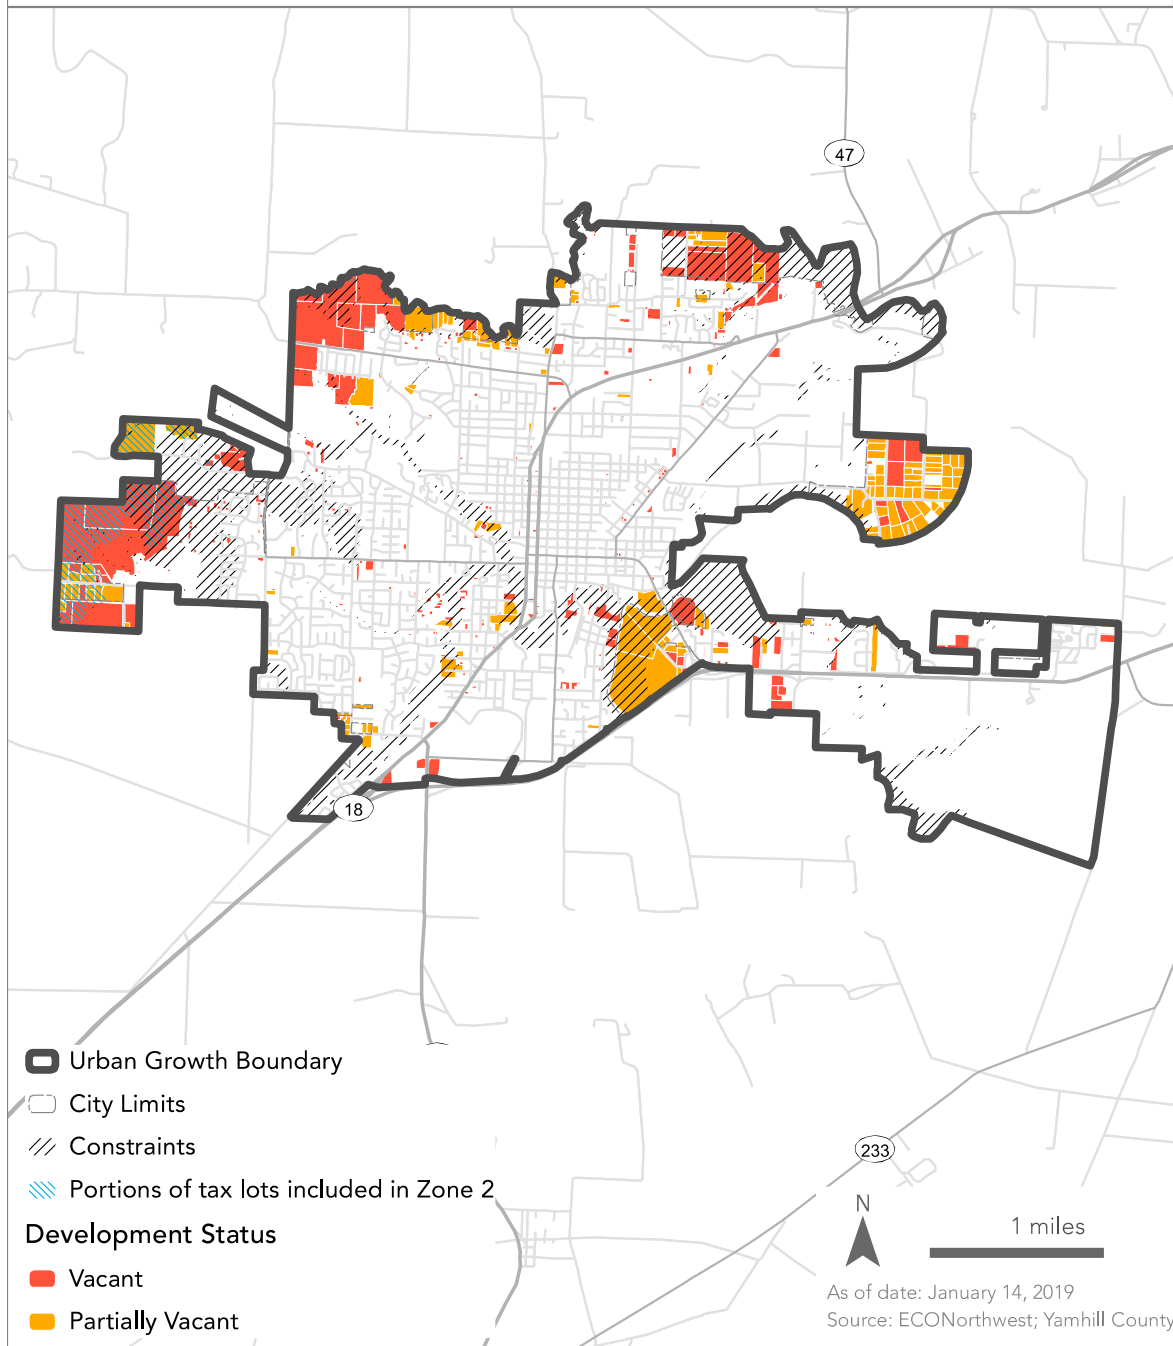 47
18
Urban Growth Boundary
City Limits
Constraints
Portions of tax lots included in Zone 2
Development Status
Vacant
Partially Vacant
233
N
1 miles
As of date: January 14, 2019
Source: ECONorthwest; Yamhill County